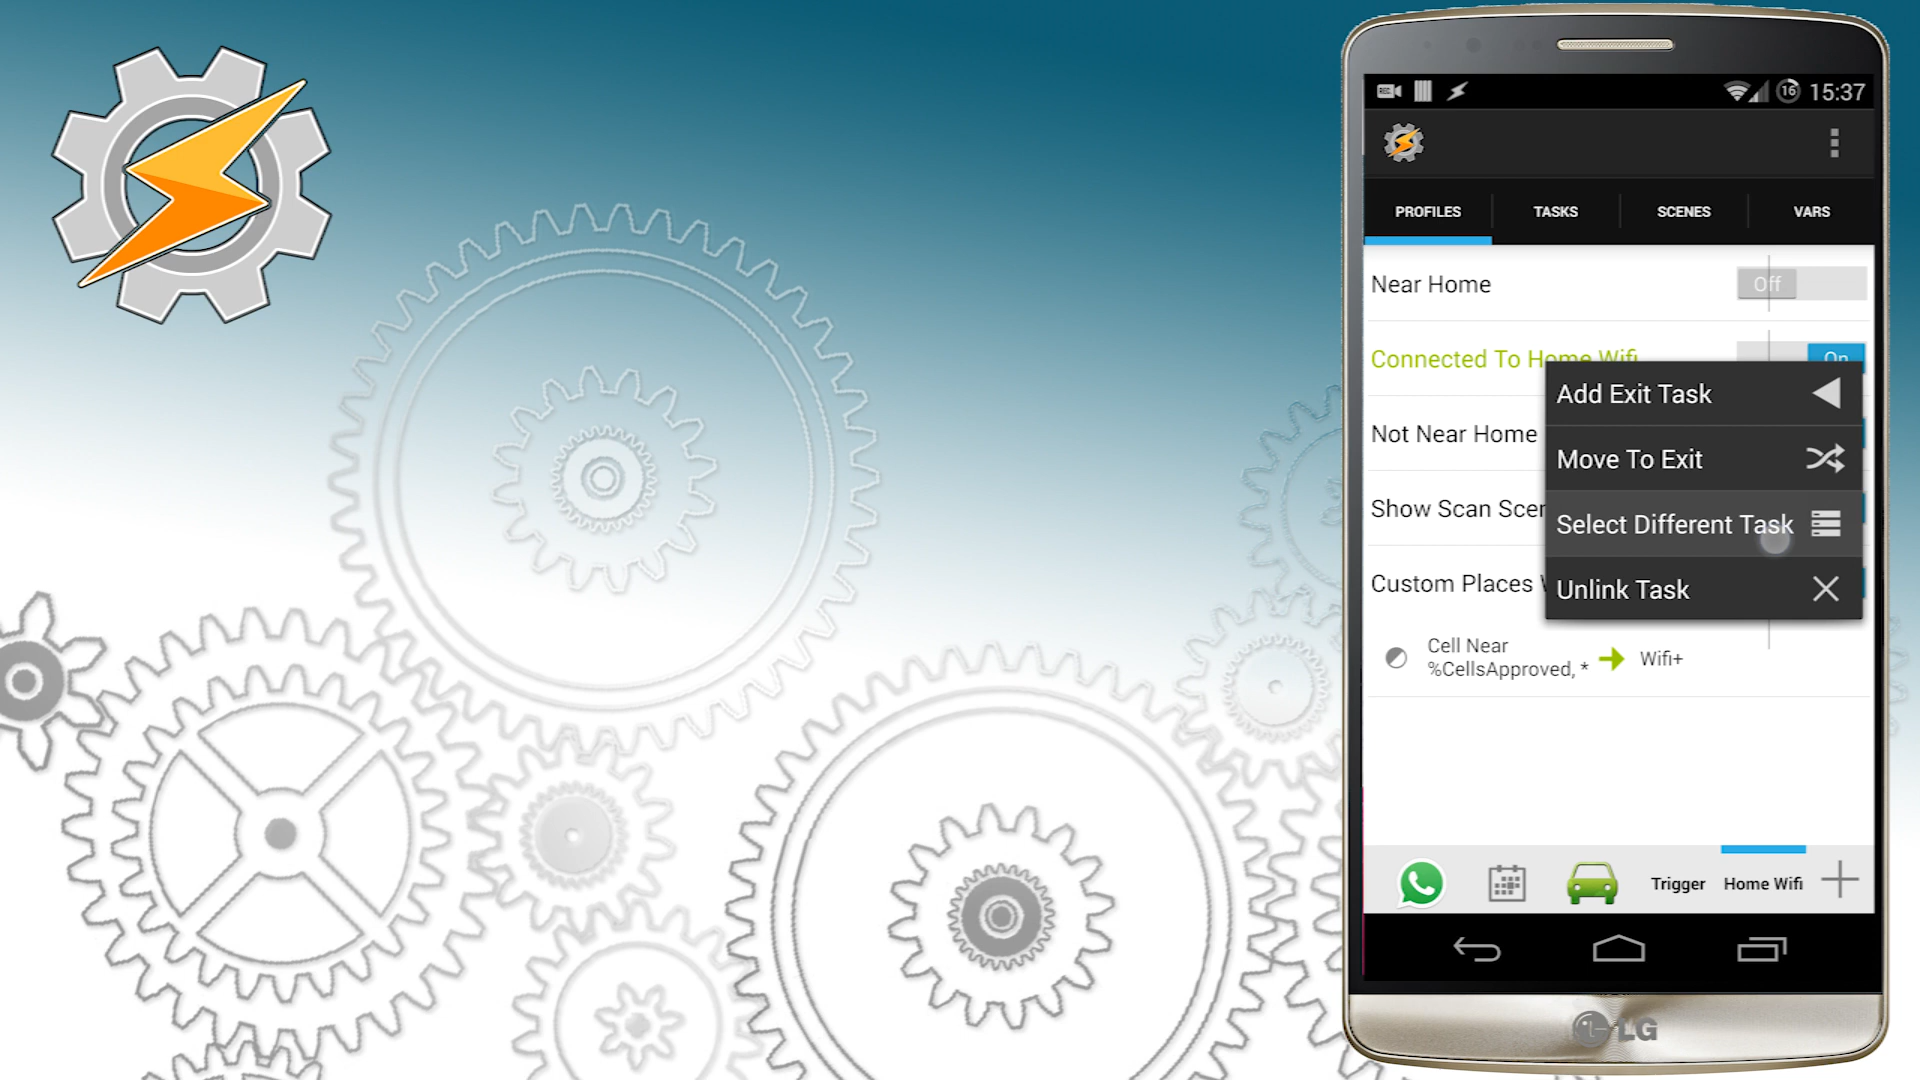 REC
16 15:37
PROFILES TASKS SCENES VARS
Near Home Off
Connected To Home Wifi On
Add Exit Task
Not Near Home
Move To Exit
Show Scan Scen
Select Different Task
Custom Places
Unlink Task
Cell Near
%CellsApproved, *
Wifi+
Trigger Home Wifi
LG